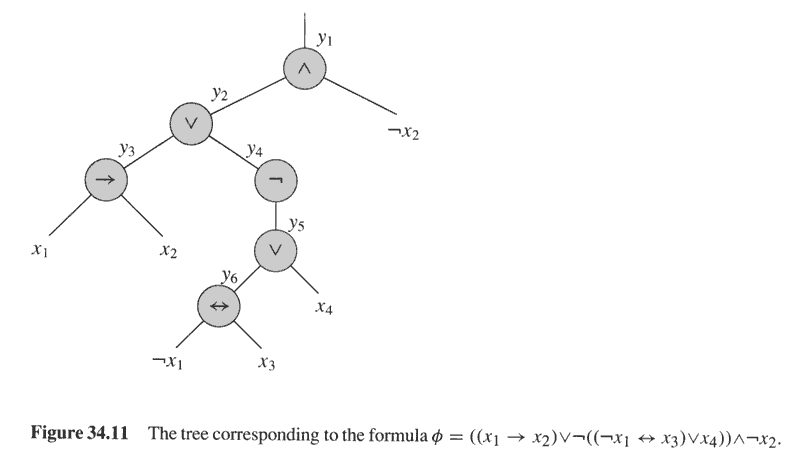 y1
∧
y2
∨
¬x2
y3
y4
→
¬
x1
x2
y5
∨
y6
↔
x4
¬x1
x3
Figure 34.11 The tree corresponding to the formula ϕ = ((x1 → x2)∨¬((¬x1 ↔ x3)∨x4))∧¬x2.